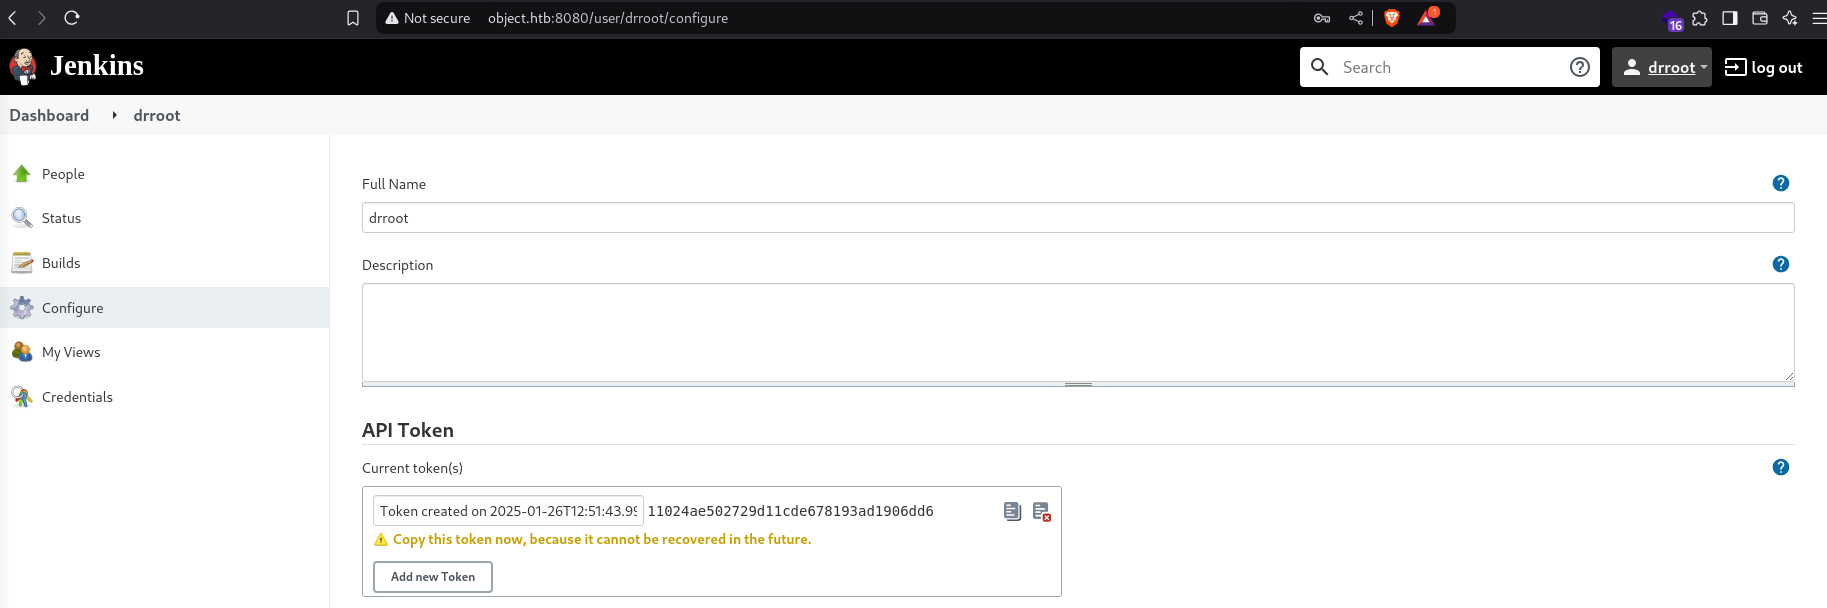 Not secure object.htb:8080/user/drroot/configure
1
16
Jenkins
Search
drroot
log out
Dashboard
drroot
People
Status
Builds
Configure
My Views
Credentials
Full Name
drroot
Description
API Token
Current token(s)
Token created on 2025-01-26T12:51:43.99 11024ae502729d11cde678193ad1906dd6
Copy this token now, because it cannot be recovered in the future.
Add new Token